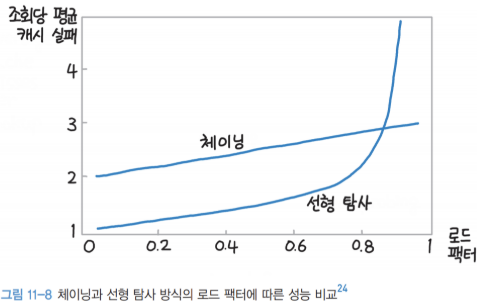 조회당 평균
캐시 실패
4
3
2
1
체이닝
선형 탐사
0
0.2
0.4
0.6
0.8
1
로드
팩터
그림 11-8 체이닝과 선형 탐사 방식의 로드 팩터에 따른 성능 비교24